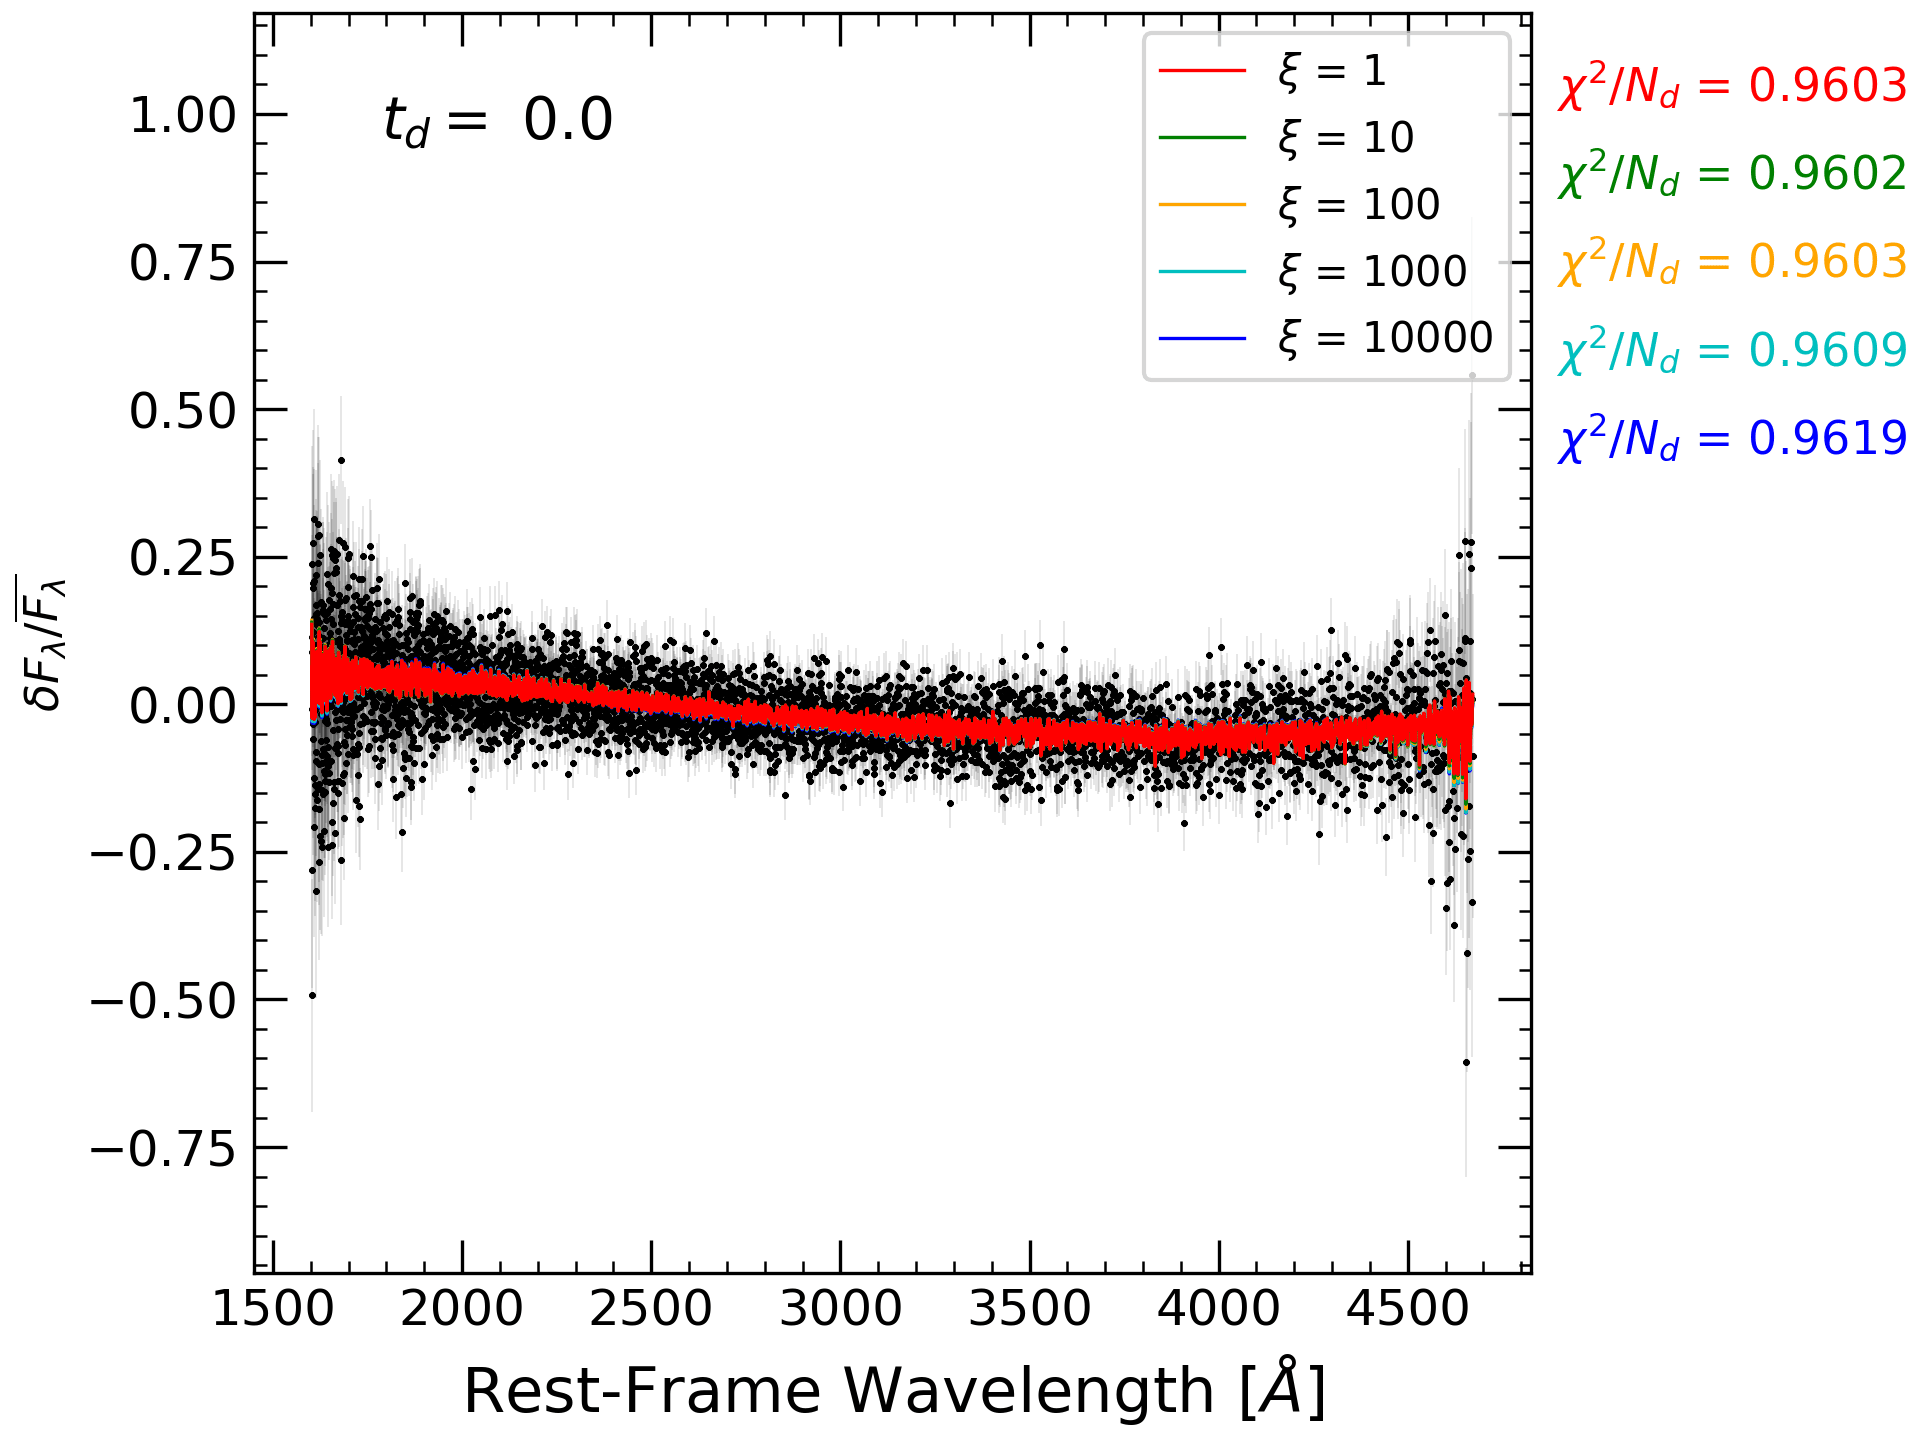 t_d = 0.0
ξ = 1
ξ = 10
ξ = 100
ξ = 1000
ξ = 10000
χ²/N_d = 0.9603
χ²/N_d = 0.9602
χ²/N_d = 0.9603
χ²/N_d = 0.9609
χ²/N_d = 0.9619
1.00
0.75
0.50
0.25
0.00
−0.25
−0.50
−0.75
δF_λ/F̅_λ
1500 2000 2500 3000 3500 4000 4500
Rest-Frame Wavelength [Å]